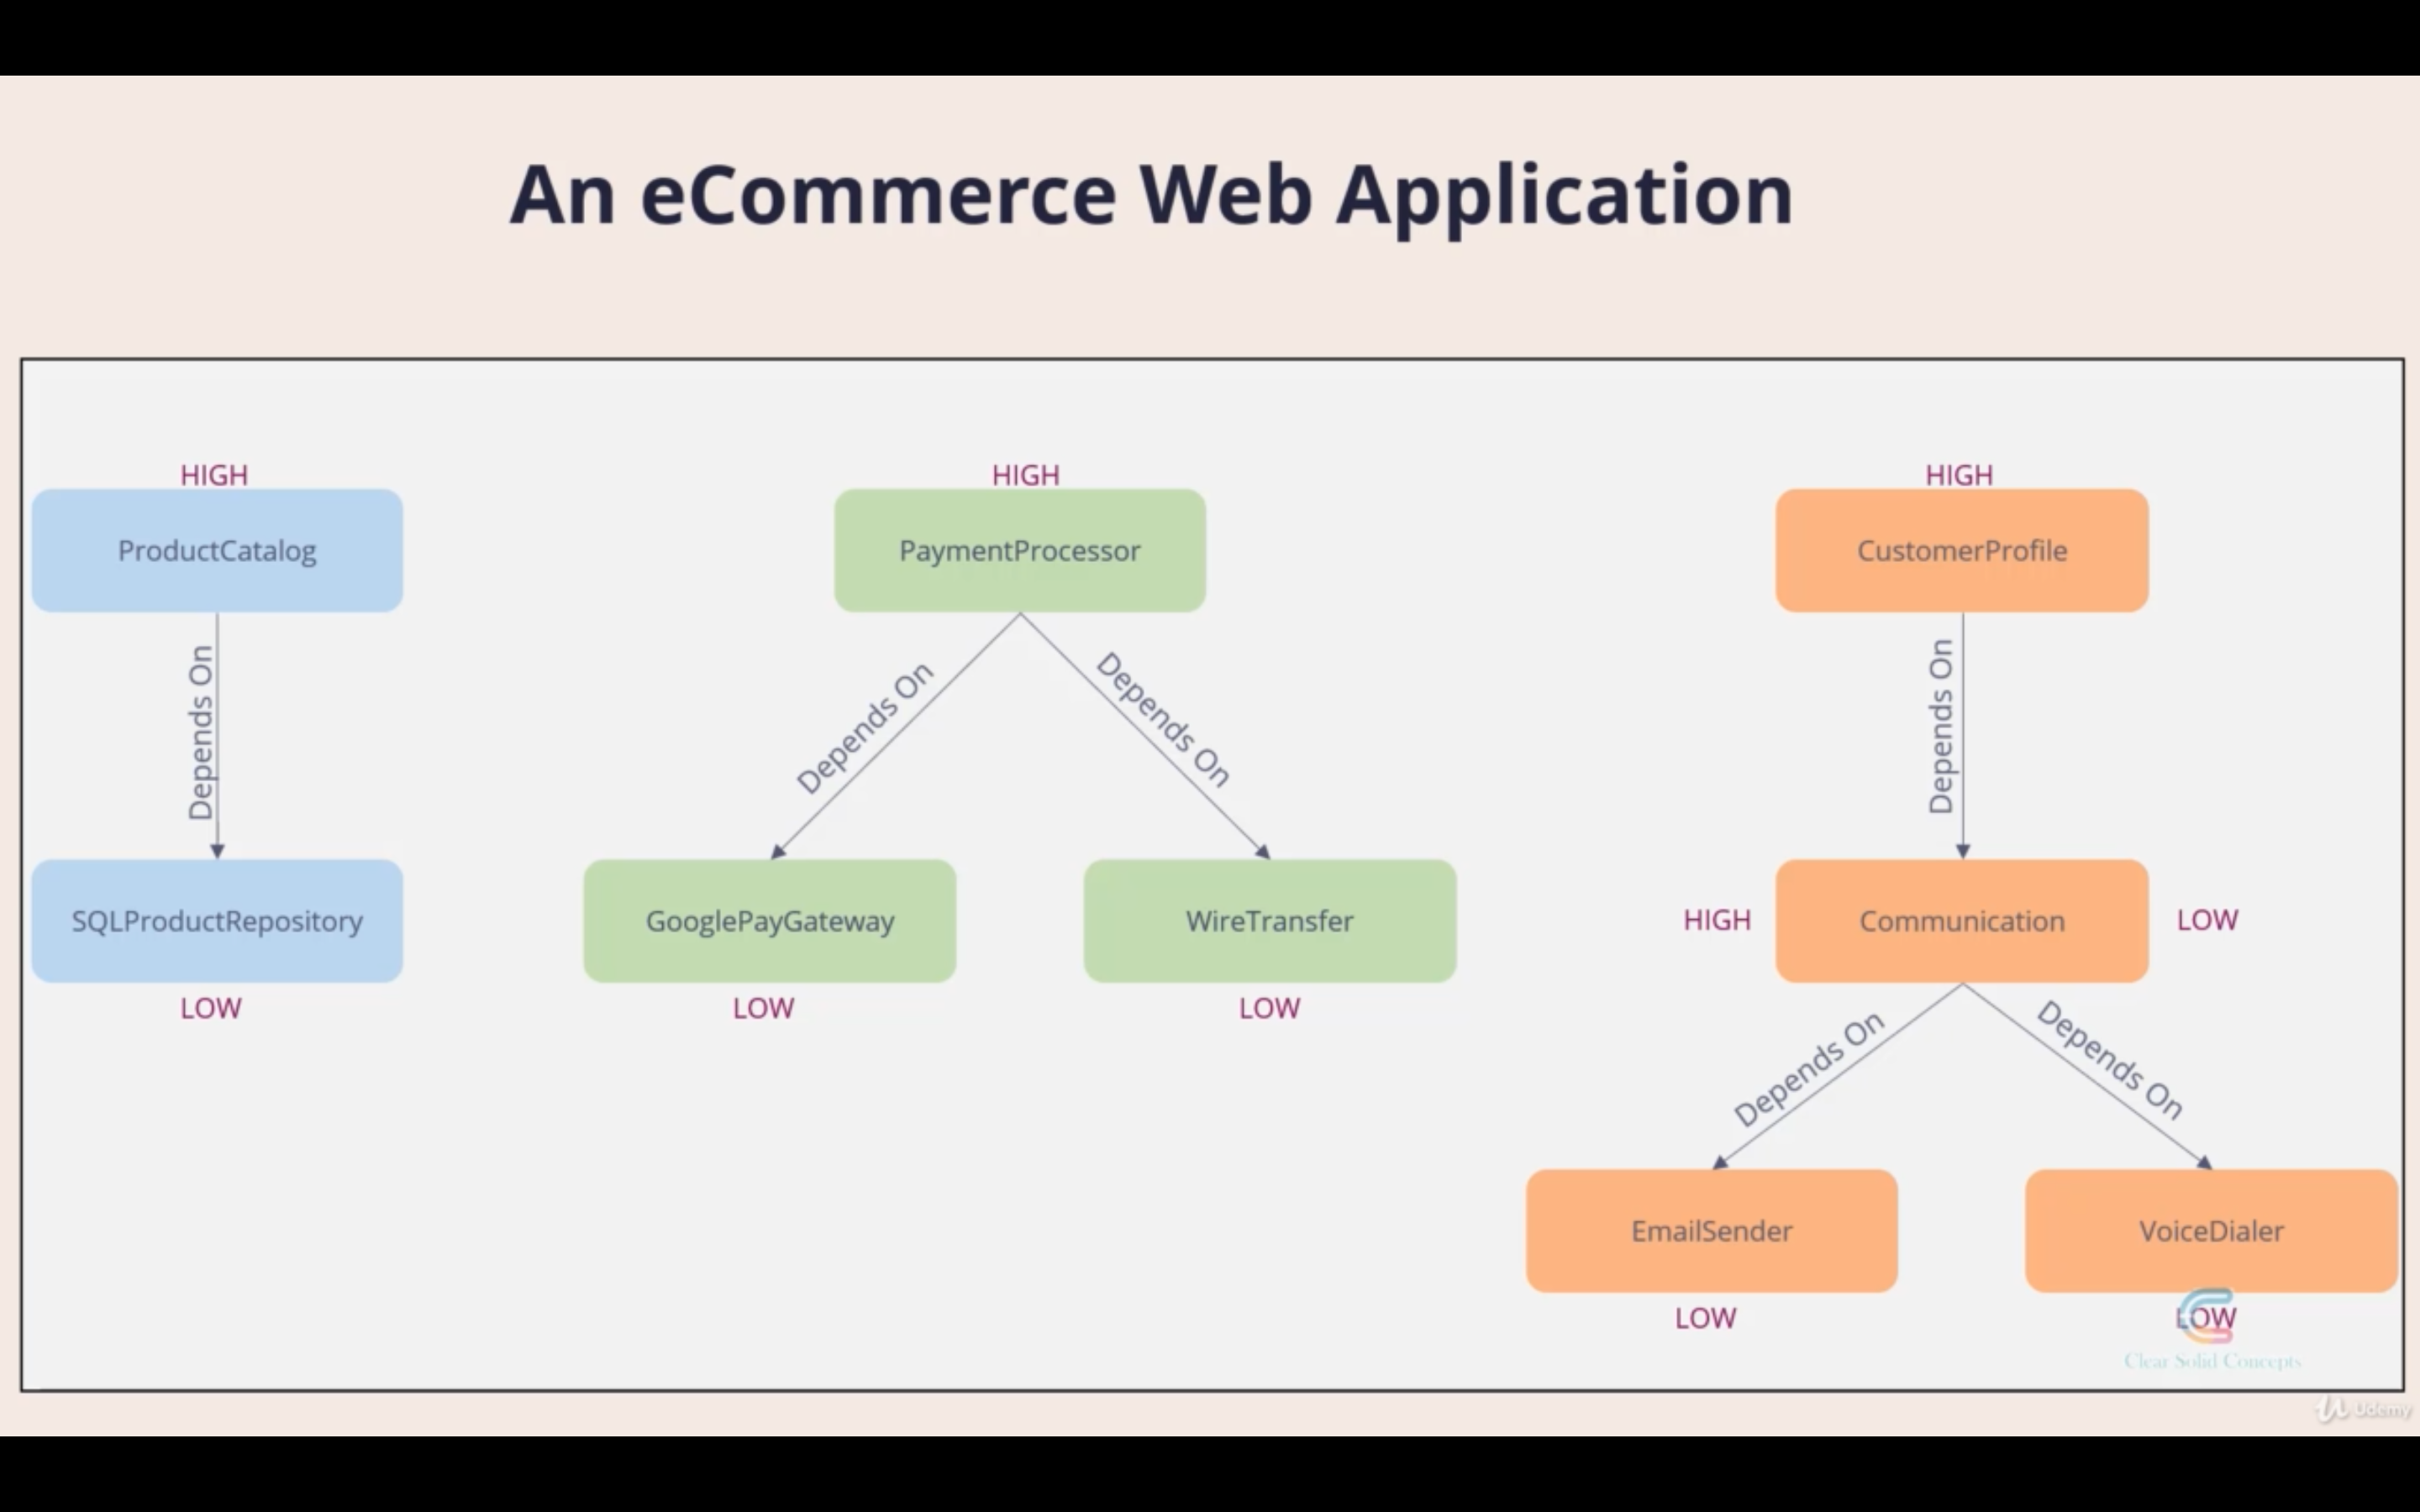 An eCommerce Web Application
HIGH
HIGH
HIGH
ProductCatalog
PaymentProcessor
CustomerProfile
Depends On
Depends On
Depends On
Depends On
SQLProductRepository
GooglePayGateway
WireTransfer
HIGH
Communication
LOW
LOW
LOW
LOW
Depends On
Depends On
EmailSender
VoiceDialer
LOW
LOW
Clear Solid Concepts
Udemy